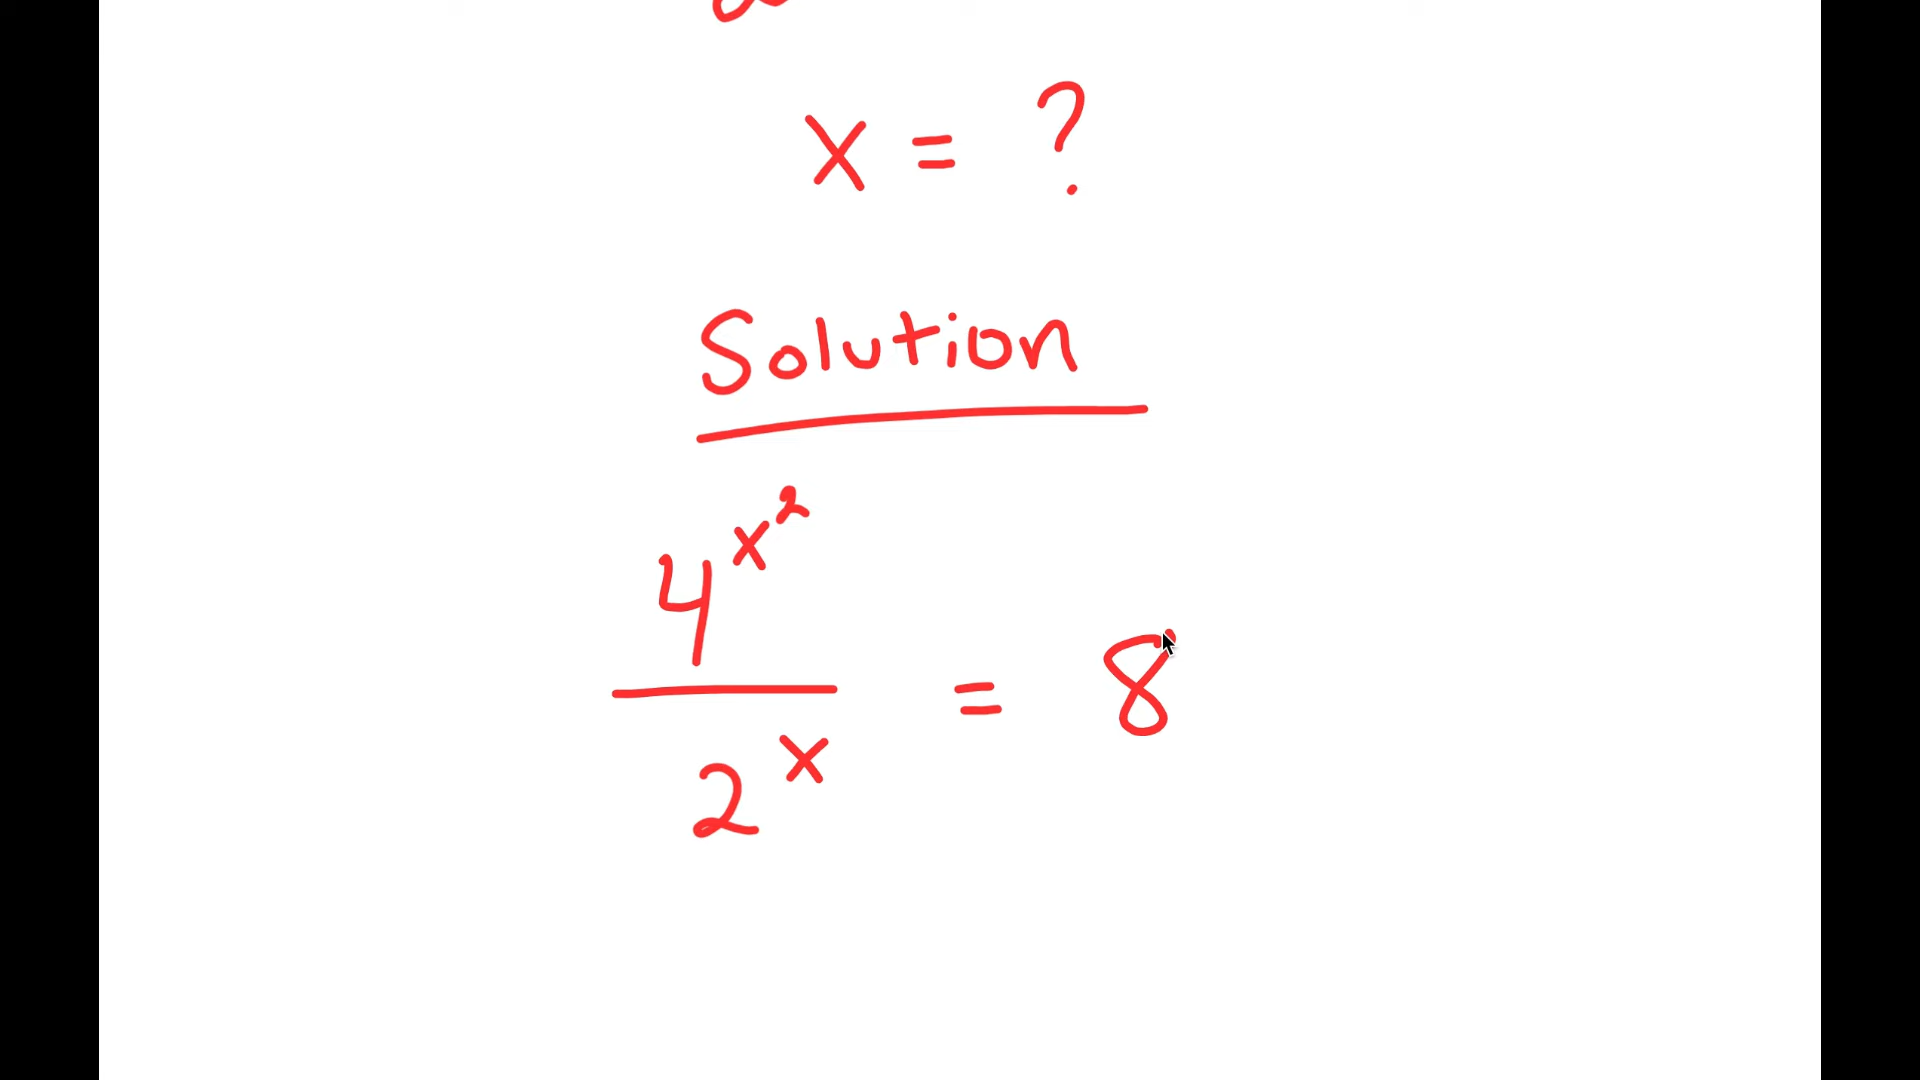 x = ?
Solution
4^{x^2}
2^x
= 8